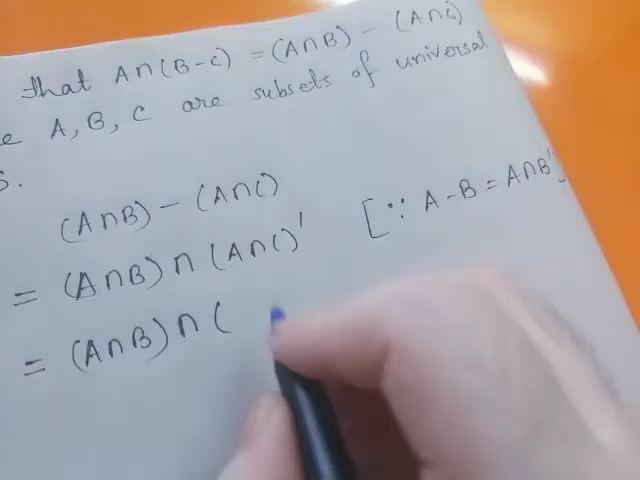 that A∩(B-C) = (A∩B) - (A∩C)
A, B, C are subsets of universal
S.
(A∩B) - (A∩C)
= (A∩B) ∩ (A∩C)' [∵ A-B = A∩B']
= (A∩B) ∩ (